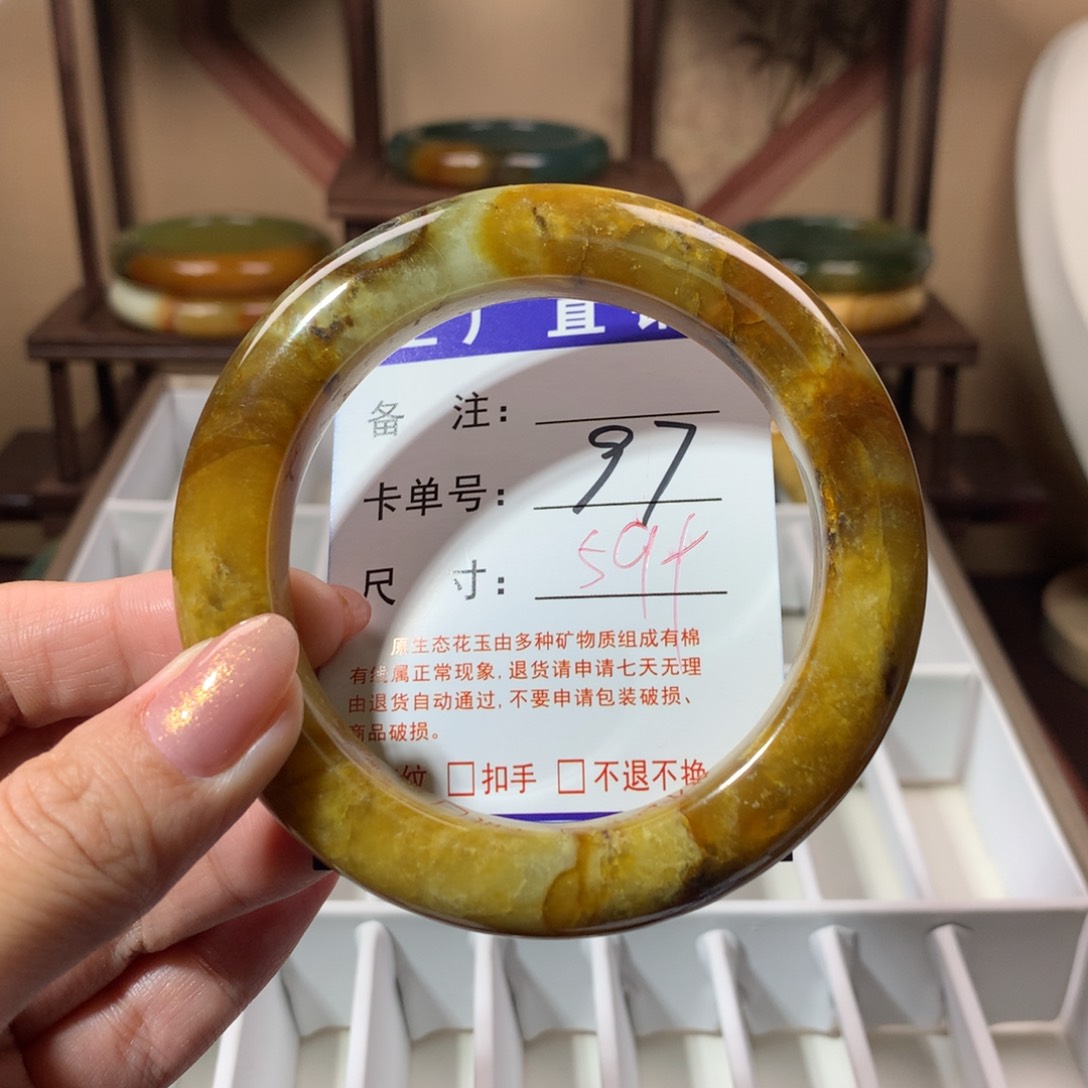 厂 直
备 注：
卡单号：97
尺 寸：59+
原生态花玉由多种矿物质组成有棉
有线属正常现象，退货请申请七天无理
由退货自动通过，不要申请包装破损、
商品破损。
纹 □扣手 □不退不换